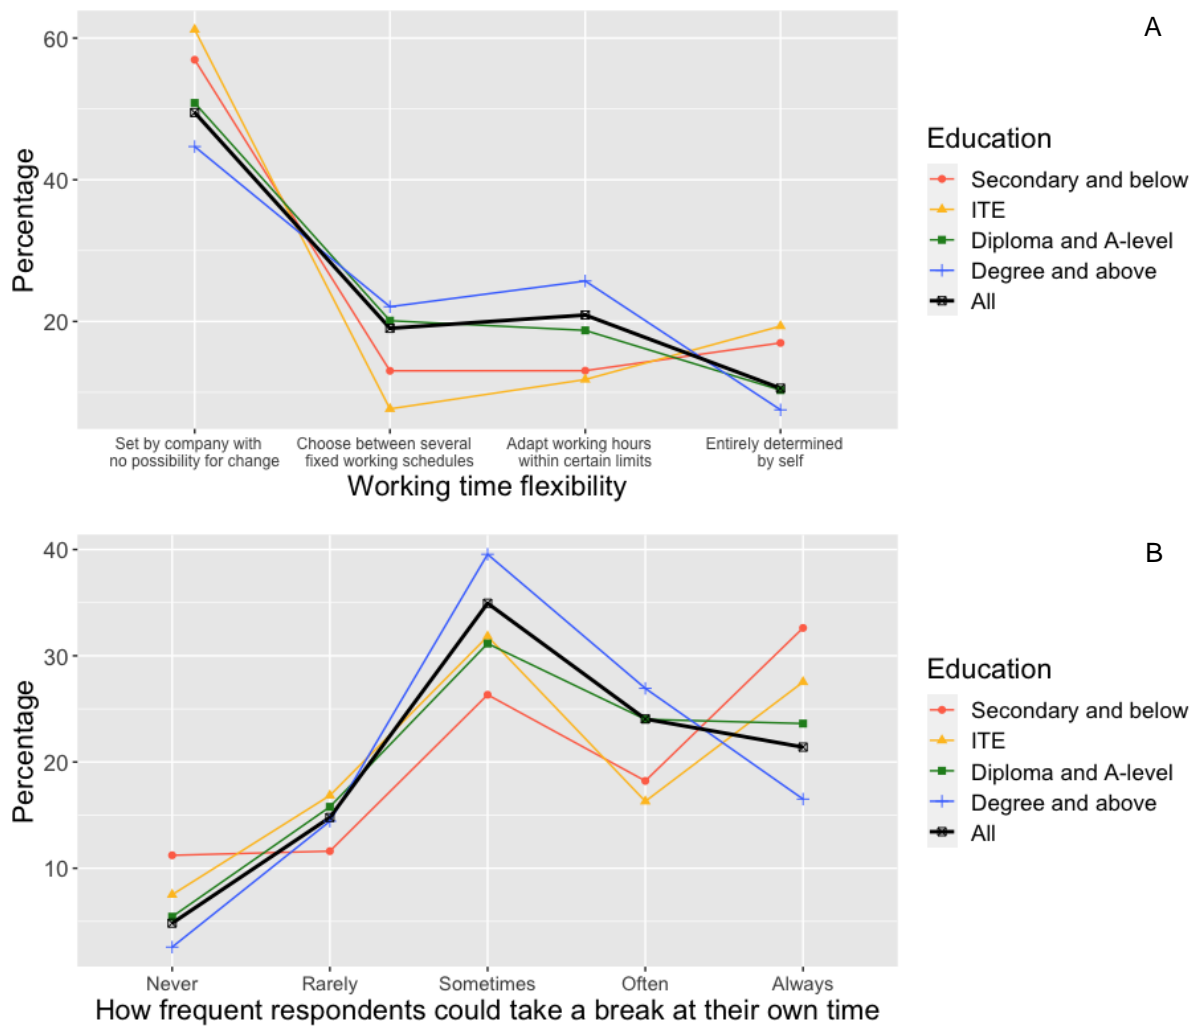 A
60
40
20
Percentage
Set by company with
no possibility for change
Choose between several
fixed working schedules
Adapt working hours
within certain limits
Entirely determined
by self
Working time flexibility
Education
Secondary and below
ITE
Diploma and A-level
Degree and above
All
B
40
30
20
10
Percentage
Never
Rarely
Sometimes
Often
Always
How frequent respondents could take a break at their own time
Education
Secondary and below
ITE
Diploma and A-level
Degree and above
All